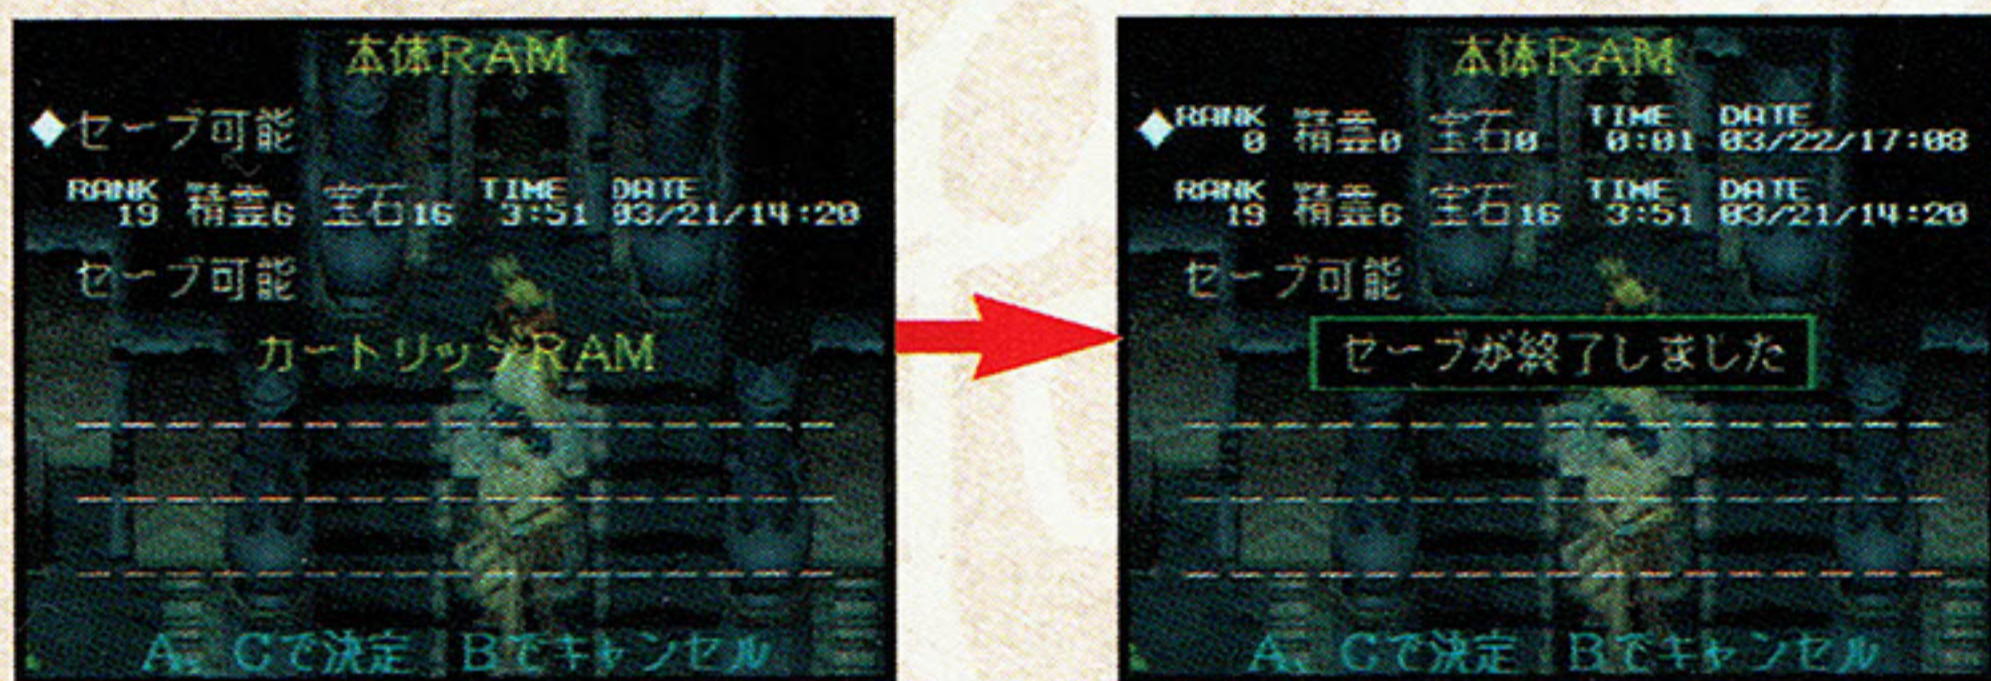 本体RAM
セーブ可能
RANK 精霊6 宝石16 TIME DATE
19 3:51 03/21/14:20
セーブ可能
カートリッジRAM
A、Cで決定 Bでキャンセル
本体RAM
RANK 精霊0 宝石0 TIME DATE
0 0:01 03/22/17:08
RANK 精霊6 宝石16 TIME DATE
19 3:51 03/21/14:20
セーブ可能
セーブが終了しました
A、Cで決定 Bでキャンセル